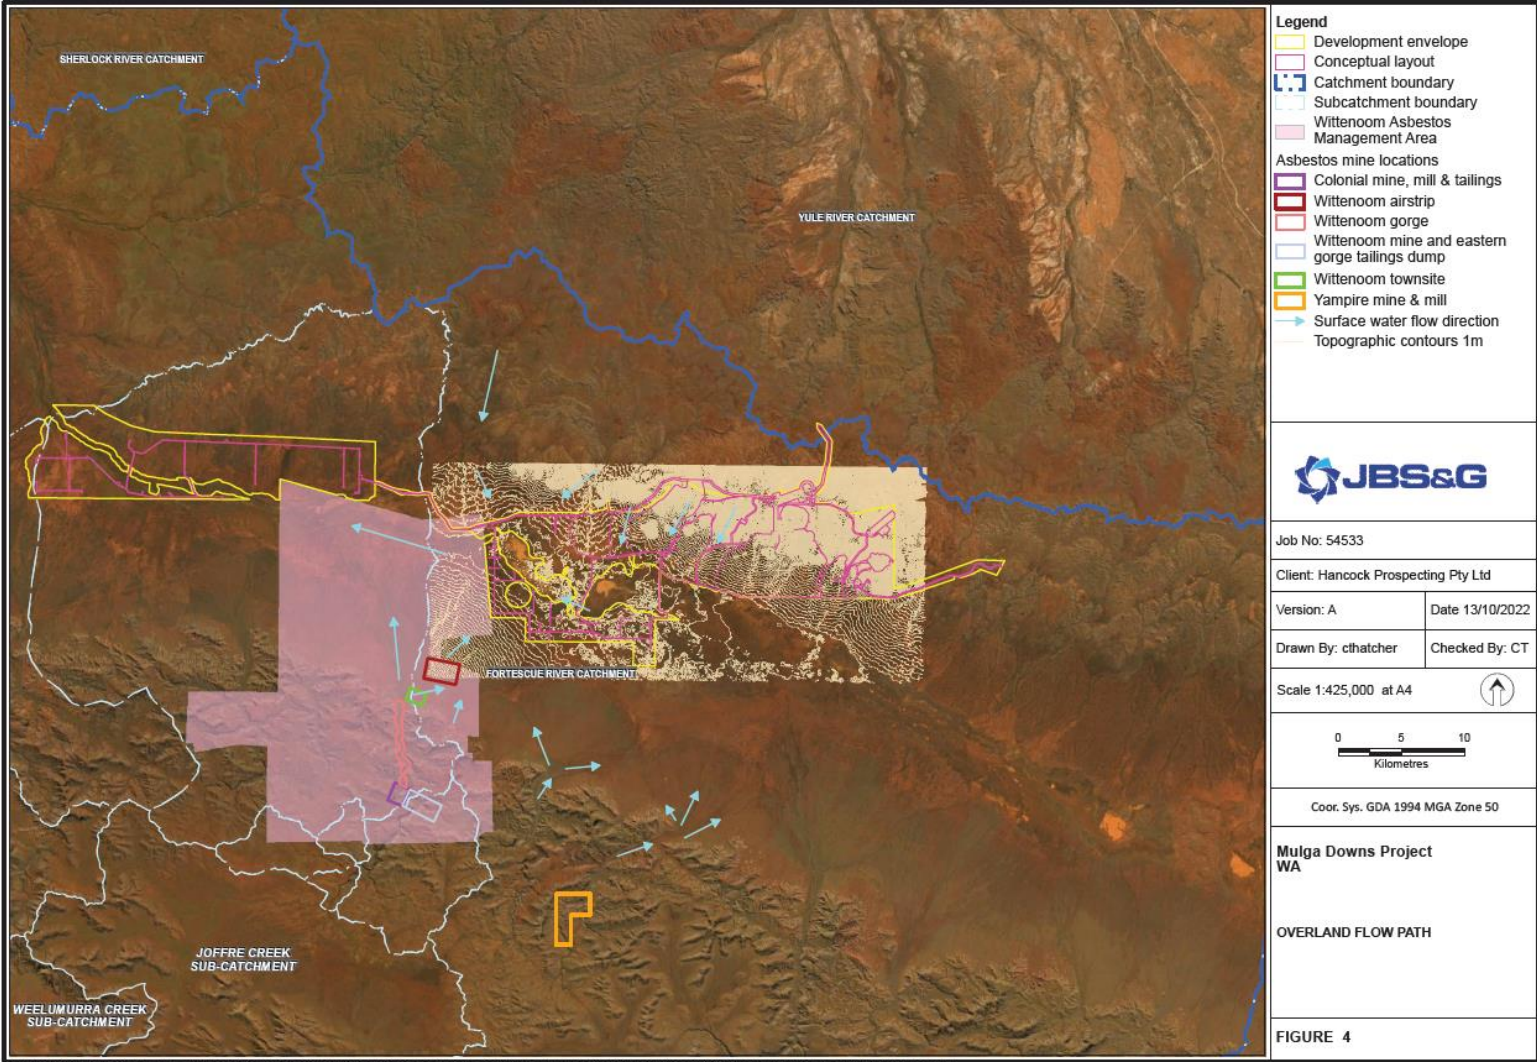 SHERLOCK RIVER CATCHMENT
YULE RIVER CATCHMENT
FORTESCUE RIVER CATCHMENT
JOFFRE CREEK
SUB-CATCHMENT
WEELUMURRA CREEK
SUB-CATCHMENT
Legend
Development envelope
Conceptual layout
Catchment boundary
Subcatchment boundary
Wittenoom Asbestos
Management Area
Asbestos mine locations
Colonial mine, mill & tailings
Wittenoom airstrip
Wittenoom gorge
Wittenoom mine and eastern
gorge tailings dump
Wittenoom townsite
Yampire mine & mill
Surface water flow direction
Topographic contours 1m
JBS&G
Job No: 54533
Client: Hancock Prospecting Pty Ltd
Version: A Date 13/10/2022
Drawn By: cthatcher Checked By: CT
Scale 1:425,000 at A4
0 5 10
Kilometres
Coor. Sys. GDA 1994 MGA Zone 50
Mulga Downs Project
WA
OVERLAND FLOW PATH
FIGURE 4